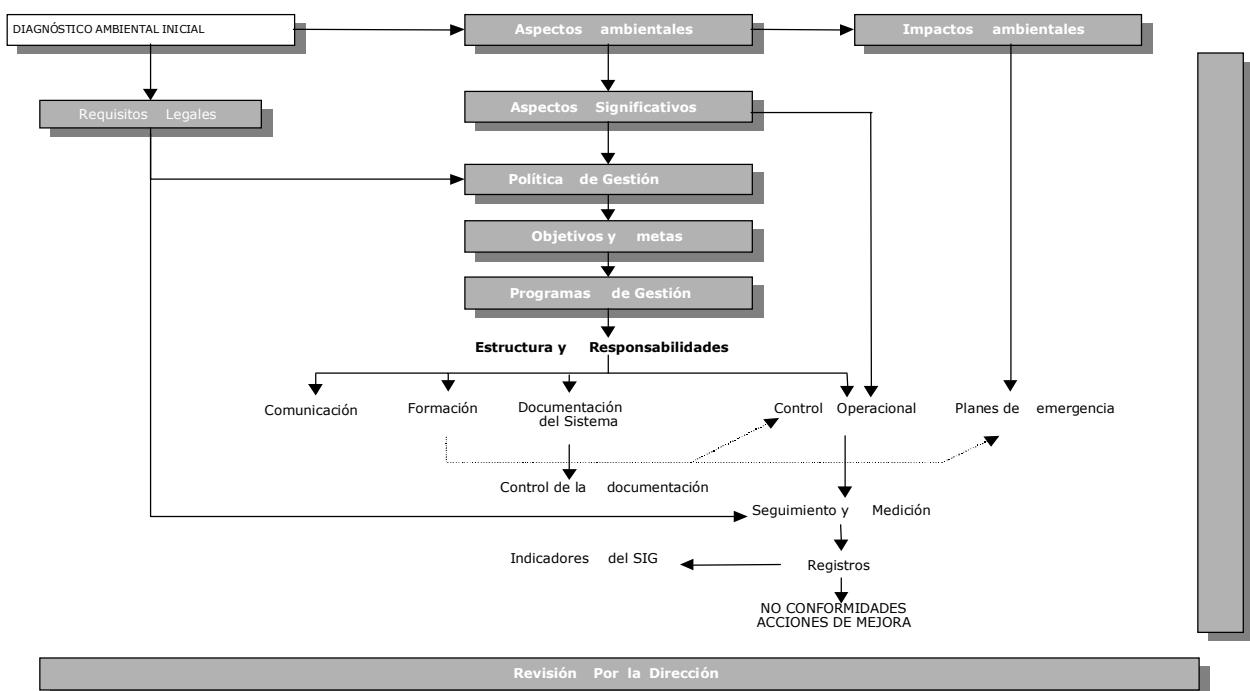 DIAGNÓSTICO AMBIENTAL INICIAL
Aspectos ambientales
Impactos ambientales
Requisitos Legales
Aspectos Significativos
Política de Gestión
Objetivos y metas
Programas de Gestión
Estructura y Responsabilidades
Comunicación
Formación
Documentación
del Sistema
Control Operacional
Planes de emergencia
Control de la documentación
Seguimiento y Medición
Indicadores del SIG
Registros
NO CONFORMIDADES
ACCIONES DE MEJORA
Revisión Por la Dirección